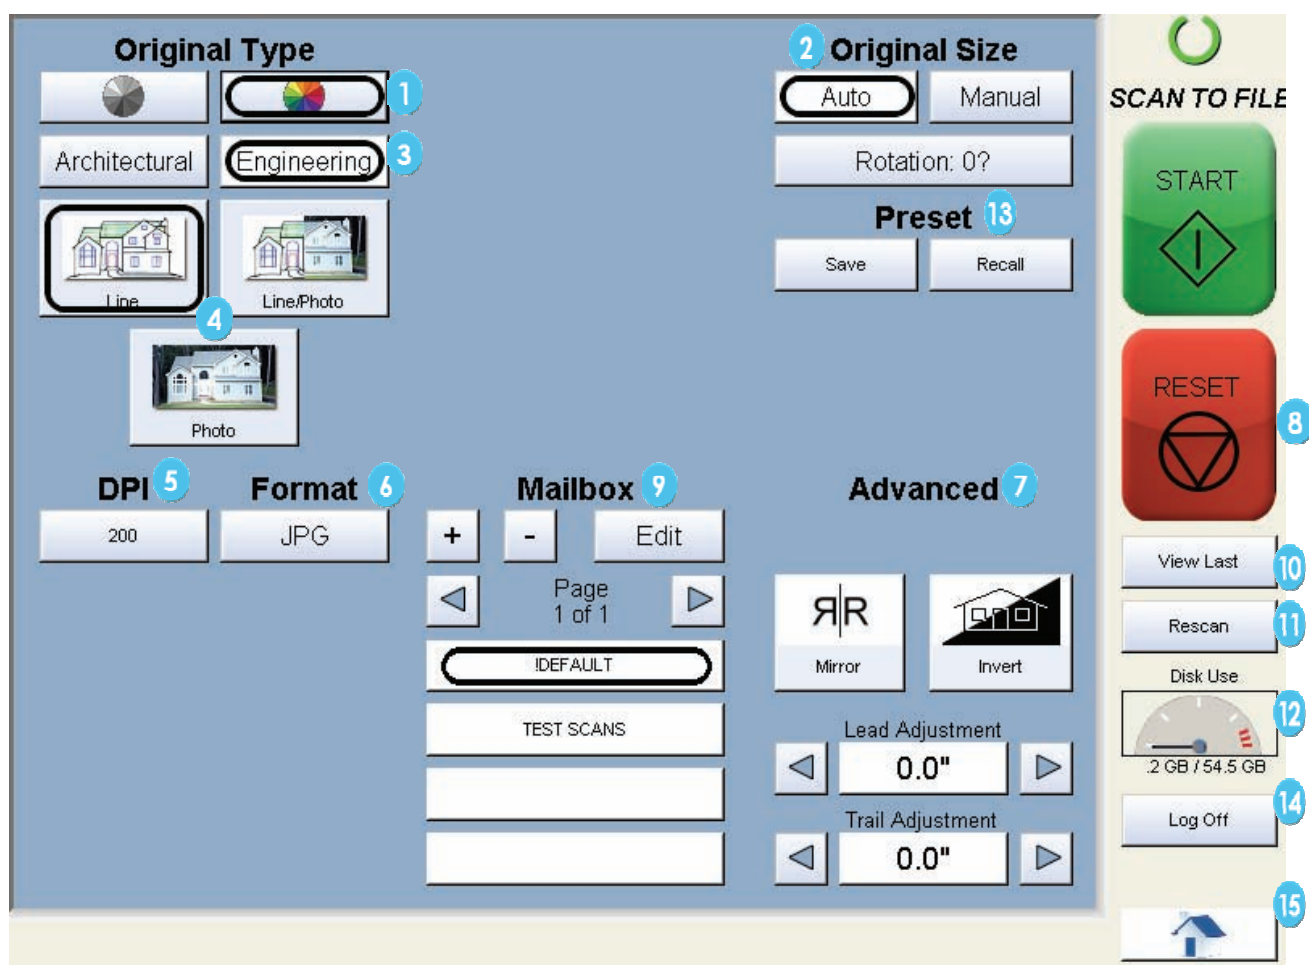 Original Type
1
Architectural
Engineering
3
Line
Line/Photo
4
Photo
DPI 5
200
Format 6
JPG
Mailbox 9
+
-
Edit
Page
1 of 1
!DEFAULT
TEST SCANS
2 Original Size
Auto
Manual
Rotation: 0?
Preset 13
Save
Recall
Advanced 7
ЯR
Mirror
Invert
Lead Adjustment
0.0"
Trail Adjustment
0.0"
SCAN TO FILE
START
RESET
8
View Last
10
Rescan
11
Disk Use
12
.2 GB / 54.5 GB
14
Log Off
15